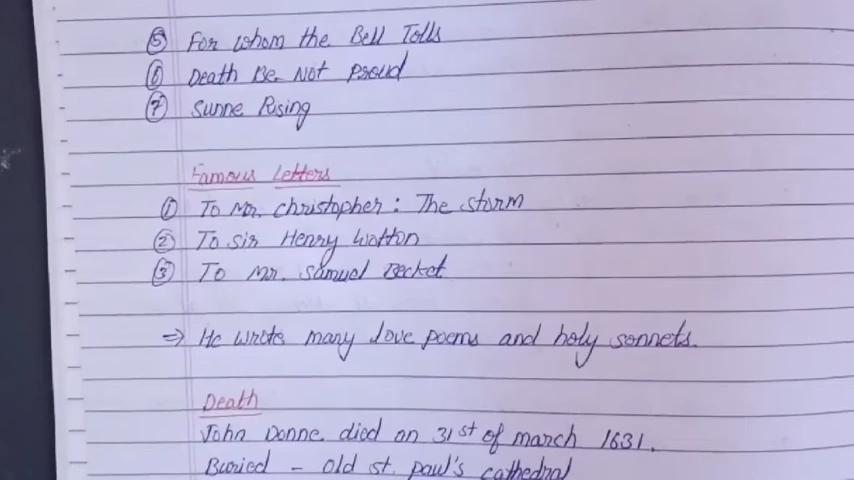 ⑤ For whom the Bell Tolls
⑥ Death Be Not Proud
⑦ Sunne Rising
Famous Letters
① To Mr. Christopher : The Storm
② To Sir Henry Wotton
③ To Mr. Samuel Becket
⇒ He wrote many love poems and holy sonnets.
Death
John Donne died on 31st of march 1631.
Buried - old st. paul's cathedral